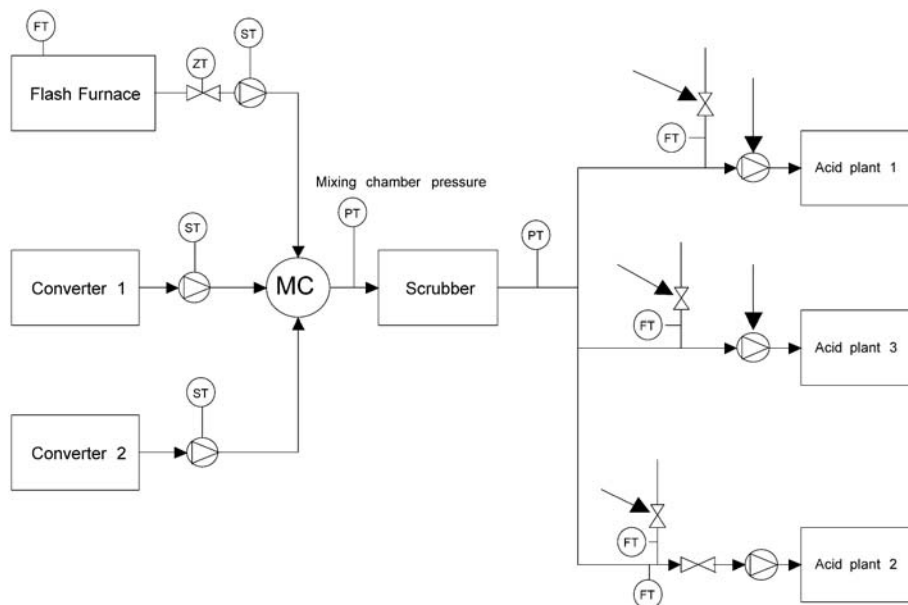 FT
ST
ZT
Flash Furnace
Mixing chamber pressure
PT
ST
Converter 1
MC
Scrubber
PT
ST
Converter 2
FT
Acid plant 1
FT
Acid plant 3
FT
FT
Acid plant 2